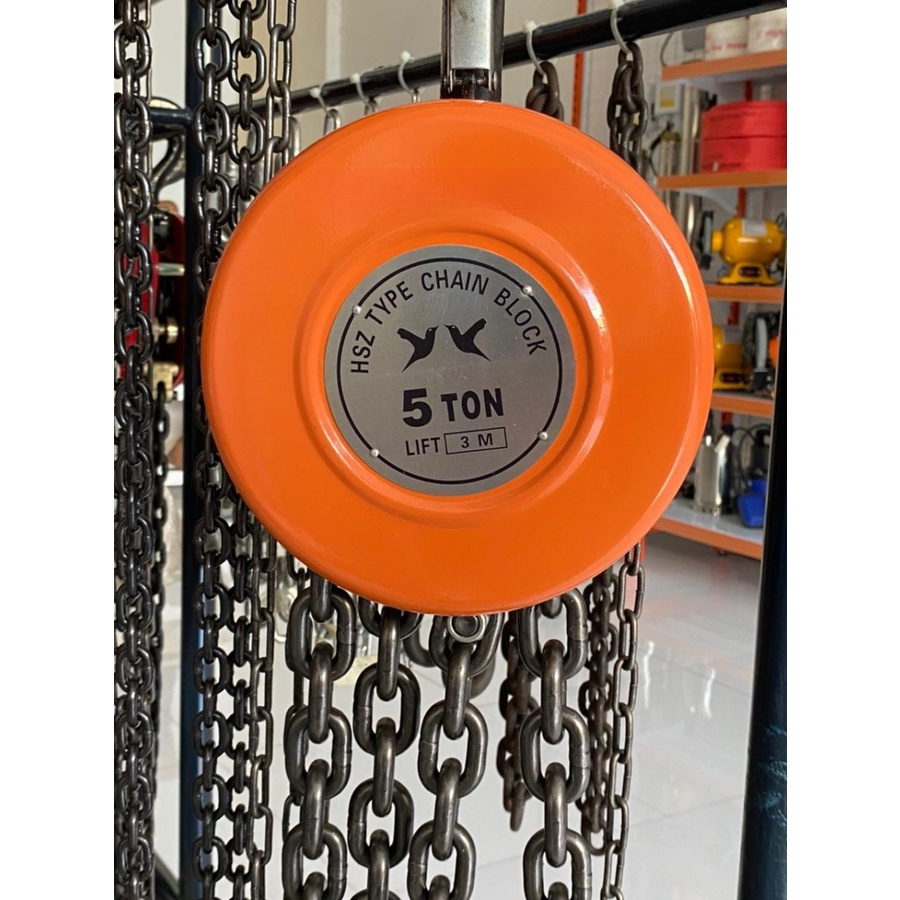 HSZ TYPE CHAIN BLOCK
5 TON
LIFT 3 M